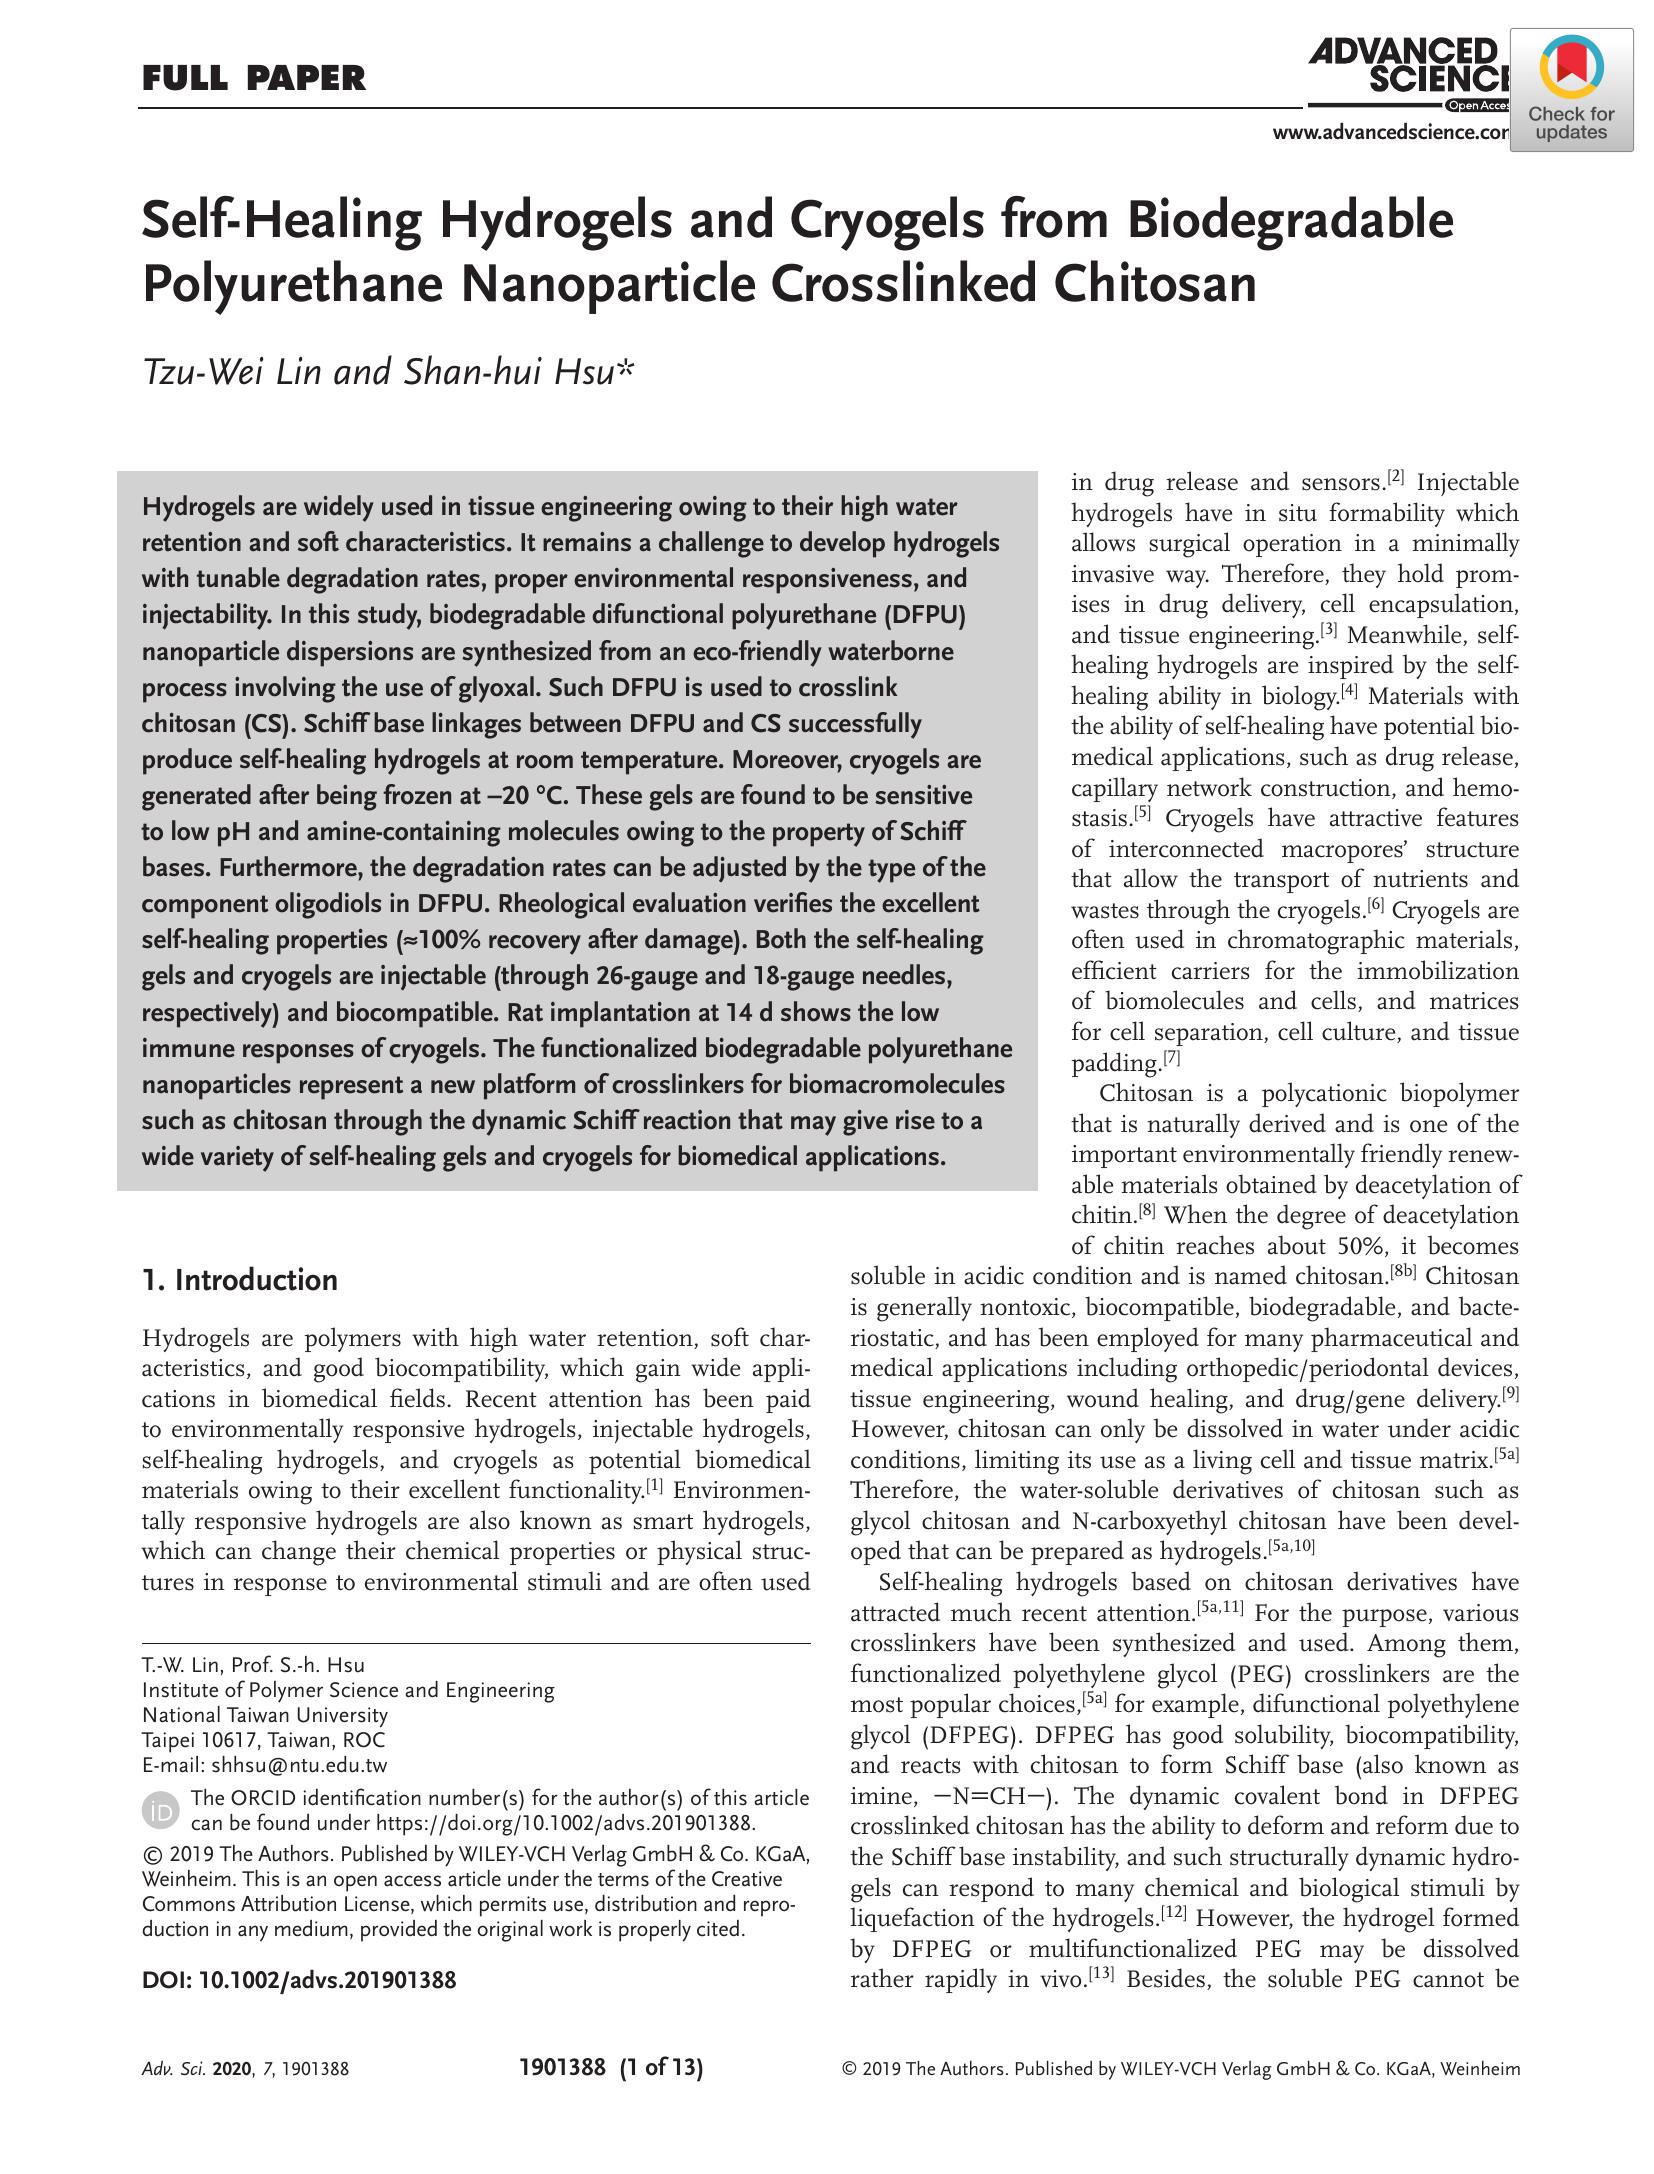 FULL PAPER
ADVANCED
SCIENCE
Open Acces
www.advancedscience.com
Check for
updates
Self-Healing Hydrogels and Cryogels from Biodegradable
Polyurethane Nanoparticle Crosslinked Chitosan
Tzu-Wei Lin and Shan-hui Hsu*
Hydrogels are widely used in tissue engineering owing to their high water
retention and soft characteristics. It remains a challenge to develop hydrogels
with tunable degradation rates, proper environmental responsiveness, and
injectability. In this study, biodegradable difunctional polyurethane (DFPU)
nanoparticle dispersions are synthesized from an eco-friendly waterborne
process involving the use of glyoxal. Such DFPU is used to crosslink
chitosan (CS). Schiff base linkages between DFPU and CS successfully
produce self-healing hydrogels at room temperature. Moreover, cryogels are
generated after being frozen at −20 °C. These gels are found to be sensitive
to low pH and amine-containing molecules owing to the property of Schiff
bases. Furthermore, the degradation rates can be adjusted by the type of the
component oligodiols in DFPU. Rheological evaluation verifies the excellent
self-healing properties (≈100% recovery after damage). Both the self-healing
gels and cryogels are injectable (through 26-gauge and 18-gauge needles,
respectively) and biocompatible. Rat implantation at 14 d shows the low
immune responses of cryogels. The functionalized biodegradable polyurethane
nanoparticles represent a new platform of crosslinkers for biomacromolecules
such as chitosan through the dynamic Schiff reaction that may give rise to a
wide variety of self-healing gels and cryogels for biomedical applications.
1. Introduction
Hydrogels are polymers with high water retention, soft char-
acteristics, and good biocompatibility, which gain wide appli-
cations in biomedical fields. Recent attention has been paid
to environmentally responsive hydrogels, injectable hydrogels,
self-healing hydrogels, and cryogels as potential biomedical
materials owing to their excellent functionality.[1] Environmen-
tally responsive hydrogels are also known as smart hydrogels,
which can change their chemical properties or physical struc-
tures in response to environmental stimuli and are often used
in drug release and sensors.[2] Injectable
hydrogels have in situ formability which
allows surgical operation in a minimally
invasive way. Therefore, they hold prom-
ises in drug delivery, cell encapsulation,
and tissue engineering.[3] Meanwhile, self-
healing hydrogels are inspired by the self-
healing ability in biology.[4] Materials with
the ability of self-healing have potential bio-
medical applications, such as drug release,
capillary network construction, and hemo-
stasis.[5] Cryogels have attractive features
of interconnected macropores’ structure
that allow the transport of nutrients and
wastes through the cryogels.[6] Cryogels are
often used in chromatographic materials,
efficient carriers for the immobilization
of biomolecules and cells, and matrices
for cell separation, cell culture, and tissue
padding.[7]
Chitosan is a polycationic biopolymer
that is naturally derived and is one of the
important environmentally friendly renew-
able materials obtained by deacetylation of
chitin.[8] When the degree of deacetylation
of chitin reaches about 50%, it becomes
soluble in acidic condition and is named chitosan.[8b] Chitosan
is generally nontoxic, biocompatible, biodegradable, and bacte-
riostatic, and has been employed for many pharmaceutical and
medical applications including orthopedic/periodontal devices,
tissue engineering, wound healing, and drug/gene delivery.[9]
However, chitosan can only be dissolved in water under acidic
conditions, limiting its use as a living cell and tissue matrix.[5a]
Therefore, the water-soluble derivatives of chitosan such as
glycol chitosan and N-carboxyethyl chitosan have been devel-
oped that can be prepared as hydrogels.[5a,10]
Self-healing hydrogels based on chitosan derivatives have
attracted much recent attention.[5a,11] For the purpose, various
crosslinkers have been synthesized and used. Among them,
functionalized polyethylene glycol (PEG) crosslinkers are the
most popular choices,[5a] for example, difunctional polyethylene
glycol (DFPEG). DFPEG has good solubility, biocompatibility,
and reacts with chitosan to form Schiff base (also known as
imine, −N=CH−). The dynamic covalent bond in DFPEG
crosslinked chitosan has the ability to deform and reform due to
the Schiff base instability, and such structurally dynamic hydro-
gels can respond to many chemical and biological stimuli by
liquefaction of the hydrogels.[12] However, the hydrogel formed
by DFPEG or multifunctionalized PEG may be dissolved
rather rapidly in vivo.[13] Besides, the soluble PEG cannot be
T.-W. Lin, Prof. S.-h. Hsu
Institute of Polymer Science and Engineering
National Taiwan University
Taipei 10617, Taiwan, ROC
E-mail: shhsu@ntu.edu.tw
iD
The ORCID identification number(s) for the author(s) of this article
can be found under https://doi.org/10.1002/advs.201901388.
© 2019 The Authors. Published by WILEY-VCH Verlag GmbH & Co. KGaA,
Weinheim. This is an open access article under the terms of the Creative
Commons Attribution License, which permits use, distribution and repro-
duction in any medium, provided the original work is properly cited.
DOI: 10.1002/advs.201901388
Adv. Sci. 2020, 7, 1901388
1901388 (1 of 13)
© 2019 The Authors. Published by WILEY-VCH Verlag GmbH & Co. KGaA, Weinheim